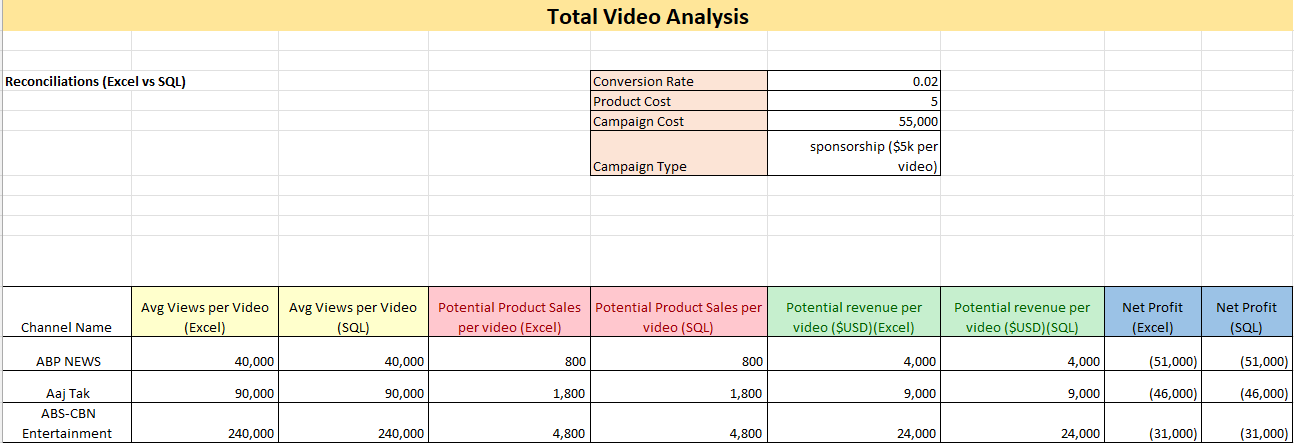 Total Video Analysis
Reconciliations (Excel vs SQL)
Conversion Rate 0.02
Product Cost 5
Campaign Cost 55,000
Campaign Type sponsorship ($5k per
video)
Channel Name Avg Views per Video
(Excel) Avg Views per Video
(SQL) Potential Product Sales
per video (Excel) Potential Product Sales per
video (SQL) Potential revenue per
video ($USD)(Excel) Potential revenue per
video ($USD)(SQL) Net Profit
(Excel) Net Profit
(SQL)
ABP NEWS 40,000 40,000 800 800 4,000 4,000 (51,000) (51,000)
Aaj Tak 90,000 90,000 1,800 1,800 9,000 9,000 (46,000) (46,000)
ABS-CBN
Entertainment 240,000 240,000 4,800 4,800 24,000 24,000 (31,000) (31,000)